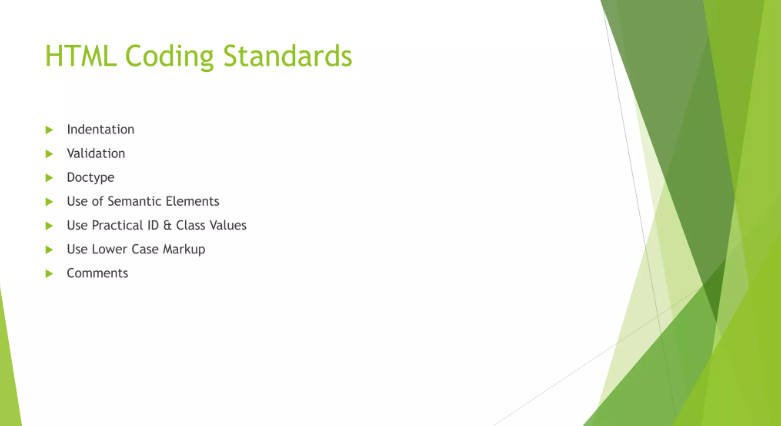 HTML Coding Standards
Indentation
Validation
Doctype
Use of Semantic Elements
Use Practical ID & Class Values
Use Lower Case Markup
Comments